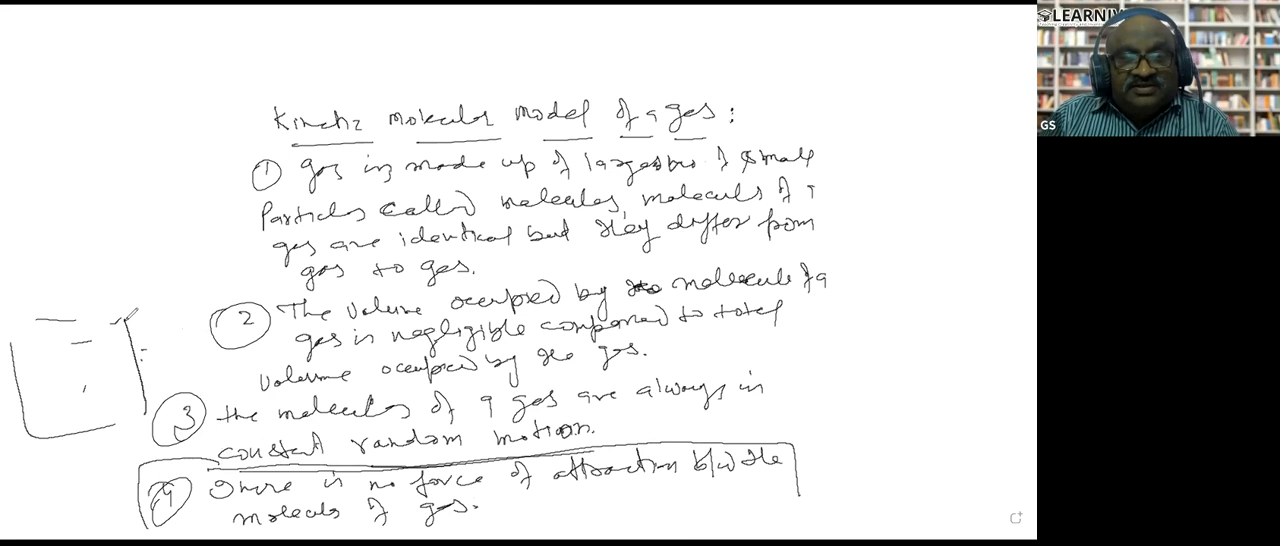 Kinetic molecular model of a gas:
① gas is made up of large no of small
Particles called molecules, molecules of a
gas are identical but they differ from
gas to gas.
② The volume occupied by the molecule of a
gas is negligible compared to total
volume occupied by the gas.
③ the molecules of a gas are always in
constant random motion.
④ There is no force of attraction b/w the
molecules of gas.
LEARNIV
GS